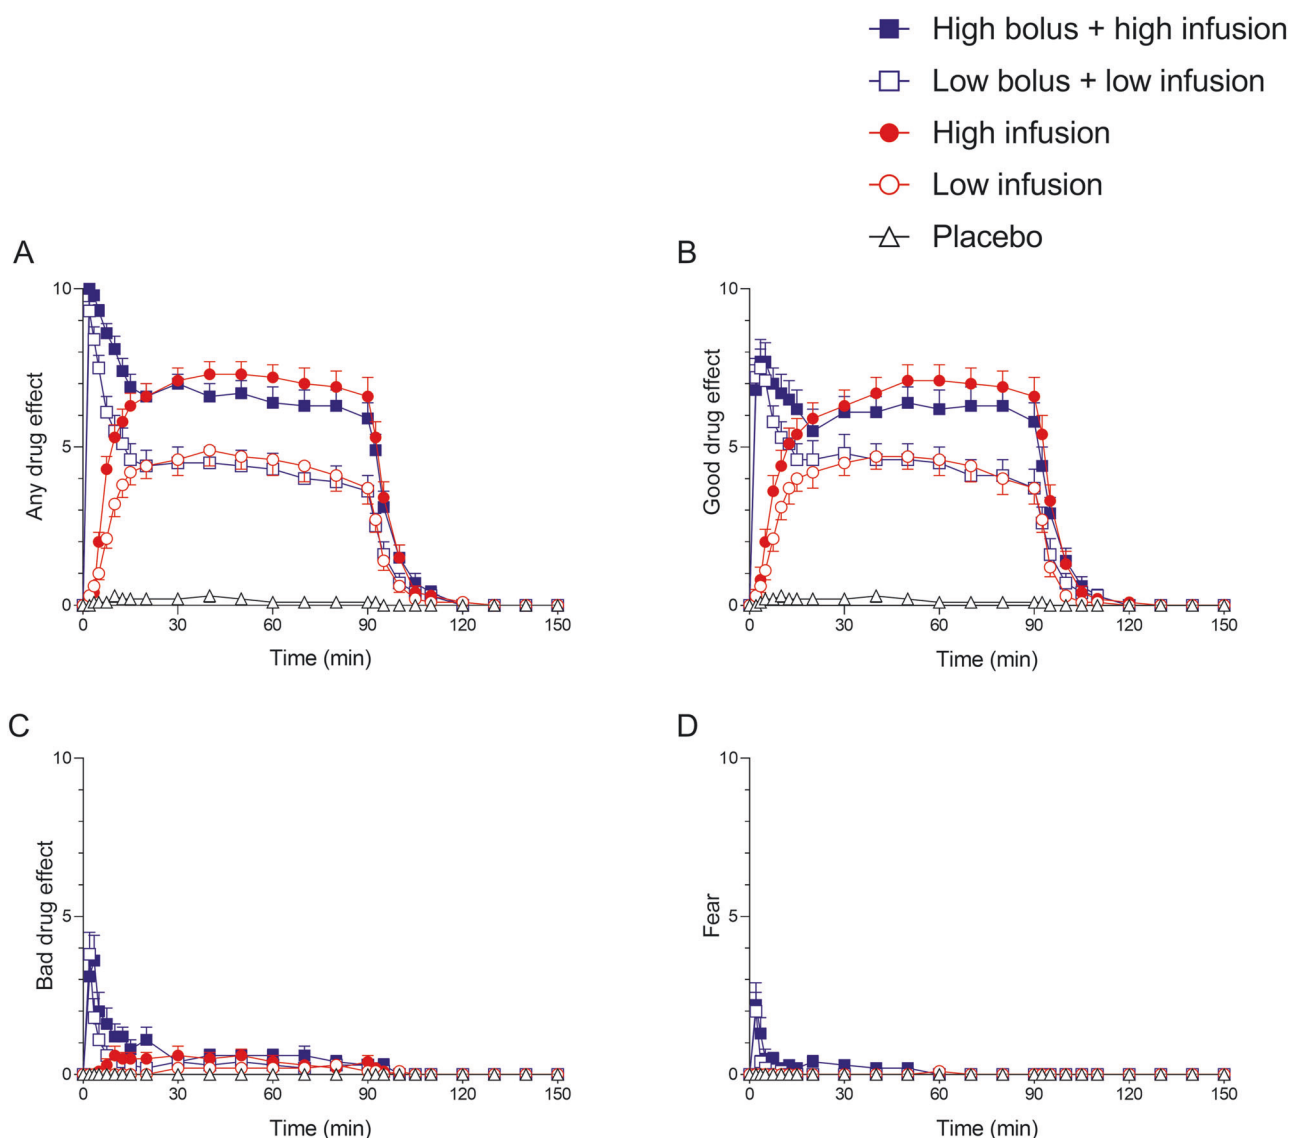 High bolus + high infusion
Low bolus + low infusion
High infusion
Low infusion
Placebo
A
10
5
0
Any drug effect
0 30 60 90 120 150
Time (min)
B
10
5
0
Good drug effect
0 30 60 90 120 150
Time (min)
C
10
5
0
Bad drug effect
0 30 60 90 120 150
Time (min)
D
10
5
0
Fear
0 30 60 90 120 150
Time (min)